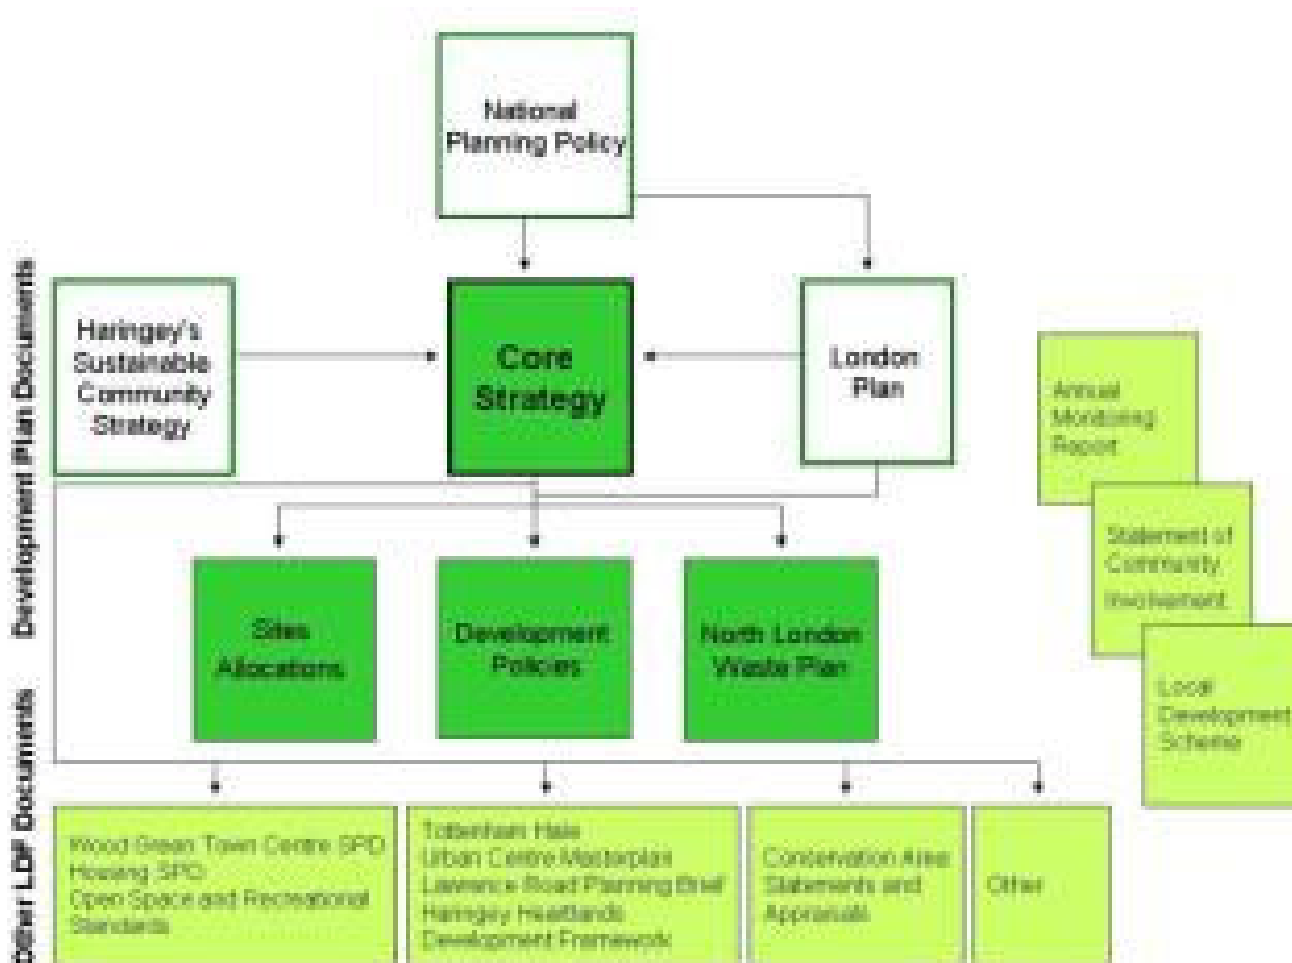 National
Planning Policy
Development Plan Documents
Haringey's
Sustainable
Community
Strategy
Core
Strategy
London
Plan
Annual
Monitoring
Report
Statement of
Community
Involvement
Local
Development
Scheme
Sites
Allocations
Development
Policies
North London
Waste Plan
Other LDF Documents
Wood Green Town Centre SPD
Housing SPD
Open Space and Recreational
Standards
Tottenham Hale
Urban Centre Masterplan
Lawrence Road Planning Brief
Haringey Heartlands
Development Framework
Conservation Area
Statements and
Appraisals
Other